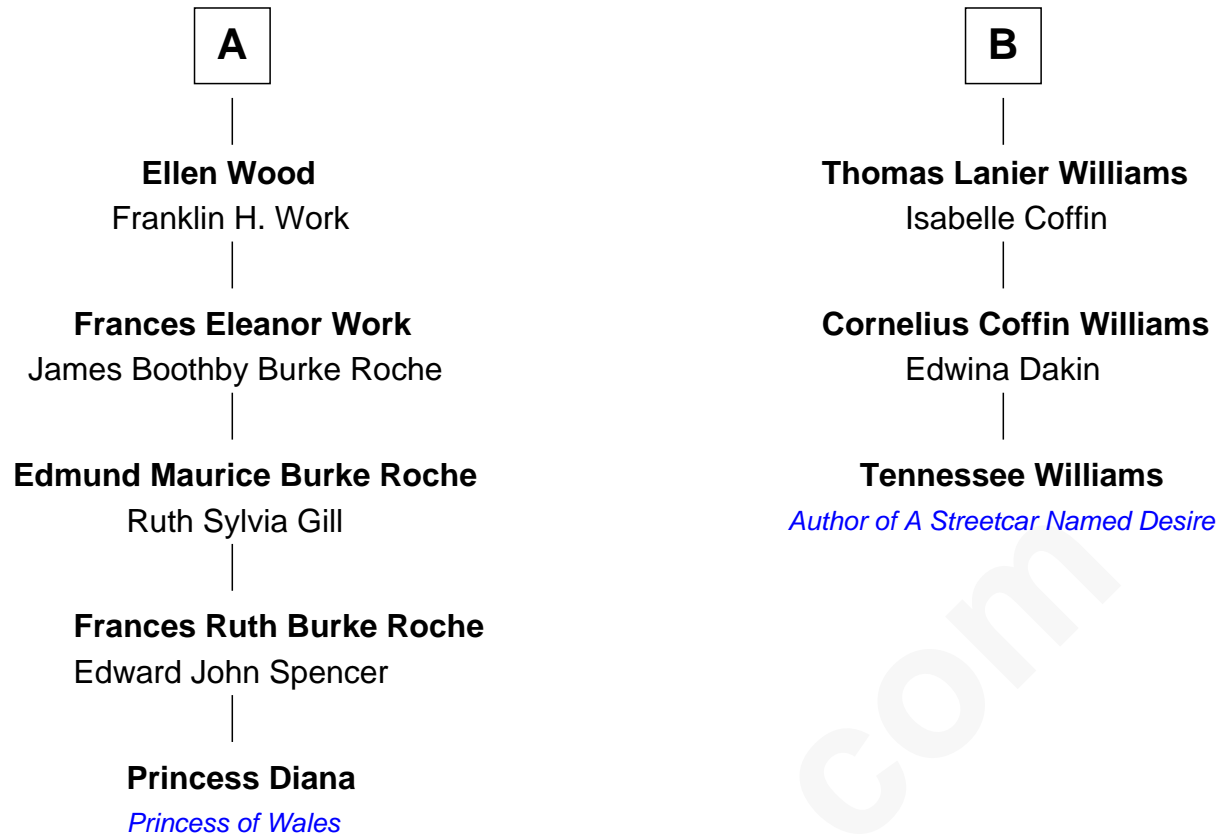 A
Ellen Wood
Franklin H. Work
Frances Eleanor Work
James Boothby Burke Roche
Edmund Maurice Burke Roche
Ruth Sylvia Gill
Frances Ruth Burke Roche
Edward John Spencer
Princess Diana
Princess of Wales
B
Thomas Lanier Williams
Isabelle Coffin
Cornelius Coffin Williams
Edwina Dakin
Tennessee Williams
Author of A Streetcar Named Desire
com